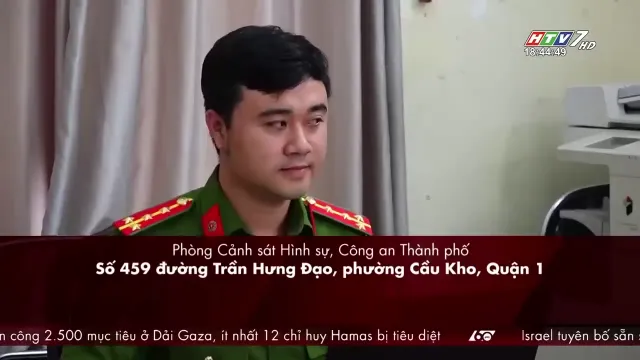 HTV7 HD
18:44:49
Phòng Cảnh sát Hình sự, Công an Thành phố
Số 459 đường Trần Hưng Đạo, phường Cầu Kho, Quận 1
n công 2.500 mục tiêu ở Dải Gaza, ít nhất 12 chỉ huy Hamas bị tiêu diệt 60 Israel tuyên bố sẵn s